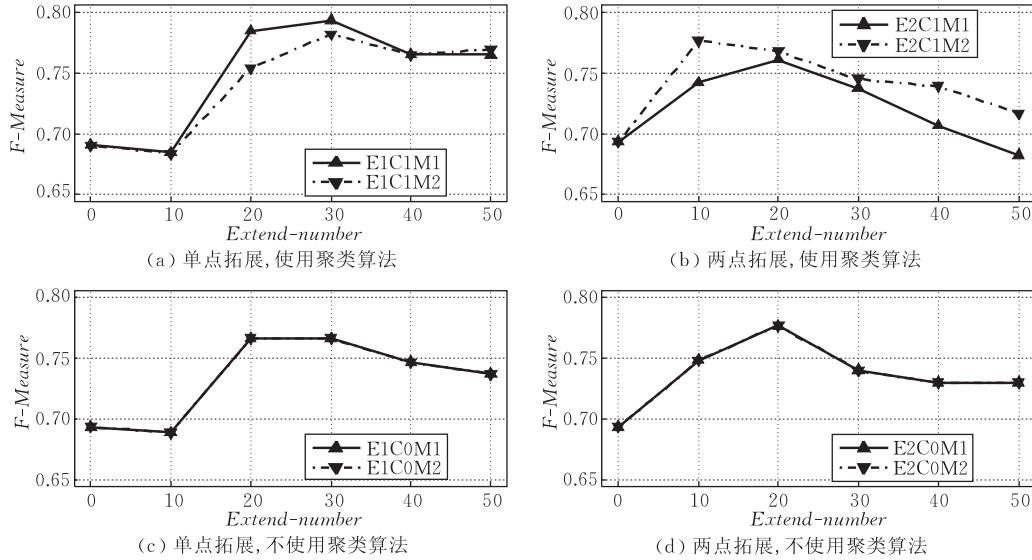 F-Measure
0.80
0.75
0.70
0.65
E1C1M1
E1C1M2
0 10 20 30 40 50
Extend-number
(a) 单点拓展,使用聚类算法
F-Measure
0.80
0.75
0.70
0.65
E2C1M1
E2C1M2
0 10 20 30 40 50
Extend-number
(b) 两点拓展,使用聚类算法
F-Measure
0.80
0.75
0.70
0.65
E1C0M1
E1C0M2
0 10 20 30 40 50
Extend-number
(c) 单点拓展,不使用聚类算法
F-Measure
0.80
0.75
0.70
0.65
E2C0M1
E2C0M2
0 10 20 30 40 50
Extend-number
(d) 两点拓展,不使用聚类算法